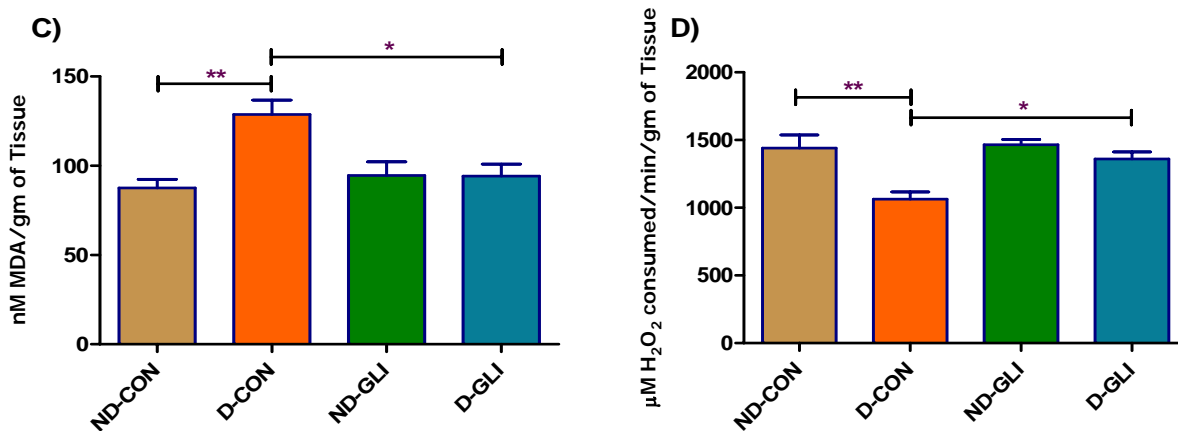 C)
nM MDA/gm of Tissue
150
100
50
0
**
*
ND-CON
D-CON
ND-GLI
D-GLI
D)
μM H₂O₂ consumed/min/gm of Tissue
2000
1500
1000
500
0
**
*
ND-CON
D-CON
ND-GLI
D-GLI